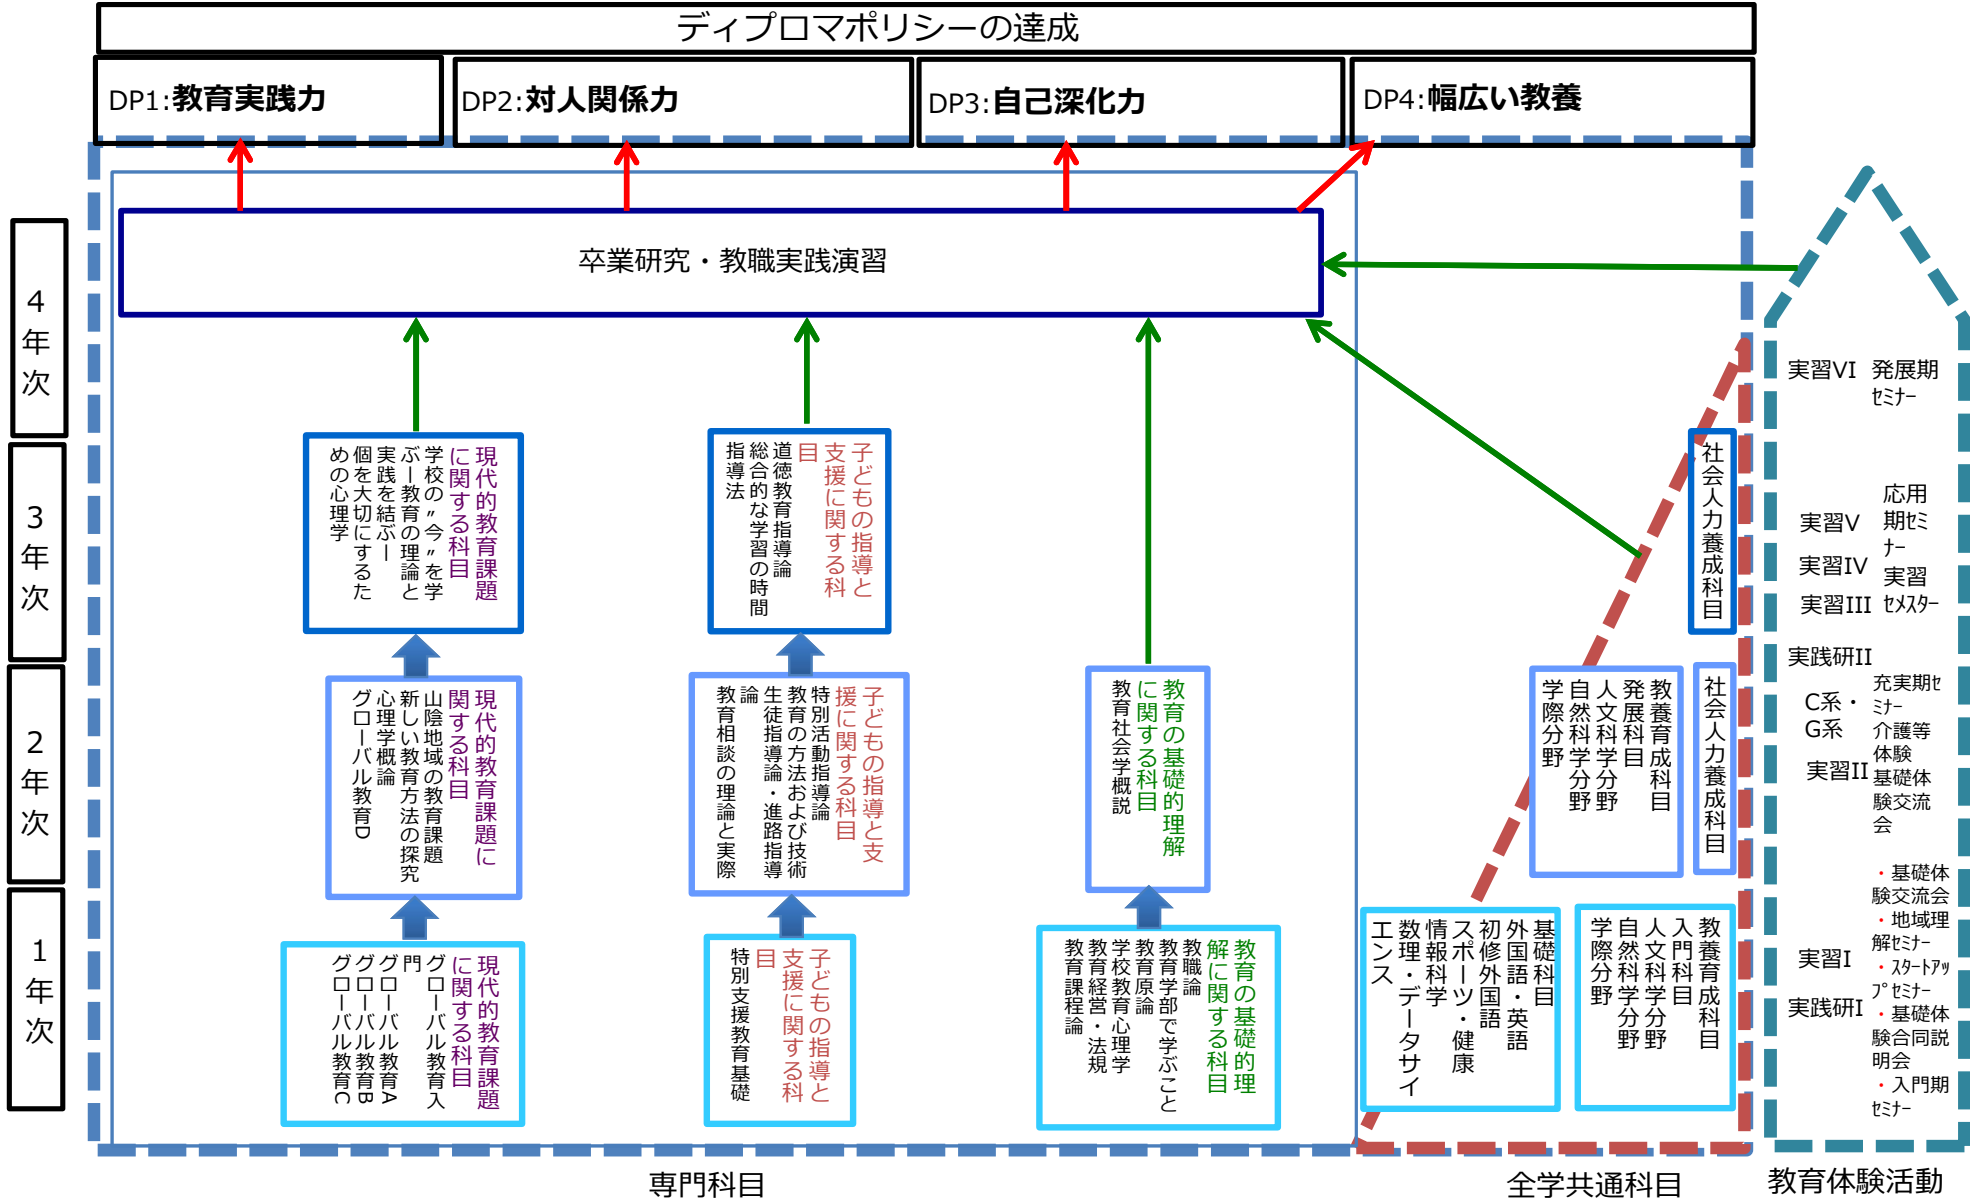 ディプロマポリシーの達成
DP1:教育実践力
DP2:対人関係力
DP3:自己深化力
DP4:幅広い教養
卒業研究・教職実践演習
4
年
次
3
年
次
2
年
次
1
年
次
現代的教育課題
に関する科目
学校の〝今〟を学
ぶー教育の理論と
実践を結ぶー
個を大切にするた
めの心理学
子どもの指導と
支援に関する科
目
道徳教育指導論
総合的な学習の時間
指導法
社会人力養成科目
現代的教育課題に
関する科目
山陰地域の教育課題
新しい教育方法の探究
心理学概論
グローバル教育D
子どもの指導と支
援に関する科目
特別活動指導論
教育の方法および技術
生徒指導論・進路指導
論
教育相談の理論と実際
教育の基礎的理解
に関する科目
教育社会学概説
教養育成科目
発展科目
人文科学分野
自然科学分野
学際分野
社会人力養成科目
現代的教育課題
に関する科目
グローバル教育入
門
グローバル教育A
グローバル教育B
グローバル教育C
子どもの指導と
支援に関する科
目
特別支援教育基礎
教育の基礎的理
解に関する科目
教職論
教育学部で学ぶこと
教育原論
学校教育心理学
教育経営・法規
教育課程論
基礎科目
外国語・英語
初修外国語
スポーツ・健康
情報科学
数理・データサイ
エンス
教養育成科目
入門科目
人文科学分野
自然科学分野
学際分野
実習VI
発展期
ｾﾐﾅｰ
実習V
実習IV
実習III
応用
期ｾﾐ
ﾅｰ
実習
ｾﾒｽﾀｰ
実践研II
C系・
G系
実習II
充実期ｾ
ﾐﾅｰ
介護等
体験
基礎体
験交流
会
実習I
実践研I
・基礎体
験交流会
・地域理
解ｾﾐﾅｰ
・ｽﾀｰﾄｱｯ
ﾌﾟｾﾐﾅｰ
・基礎体
験合同説
明会
・入門期
ｾﾐﾅｰ
専門科目
全学共通科目
教育体験活動